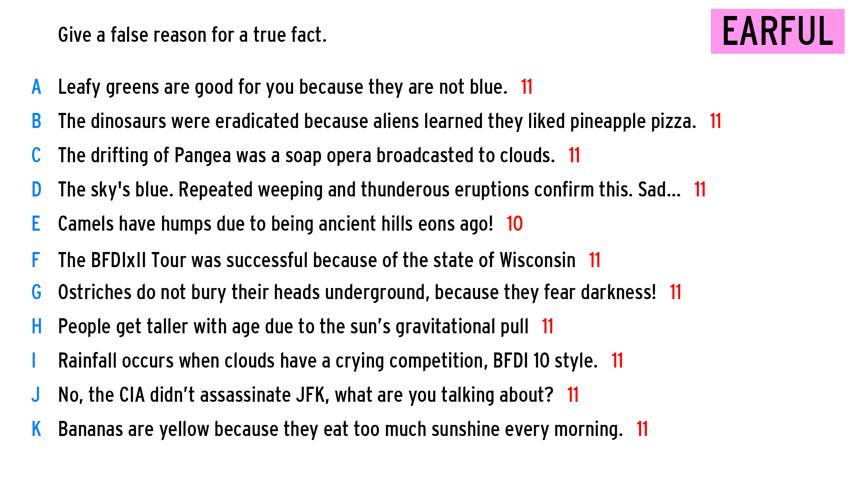 Give a false reason for a true fact.
EARFUL
A Leafy greens are good for you because they are not blue. 11
B The dinosaurs were eradicated because aliens learned they liked pineapple pizza. 11
C The drifting of Pangea was a soap opera broadcasted to clouds. 11
D The sky's blue. Repeated weeping and thunderous eruptions confirm this. Sad... 11
E Camels have humps due to being ancient hills eons ago! 10
F The BFDIxII Tour was successful because of the state of Wisconsin 11
G Ostriches do not bury their heads underground, because they fear darkness! 11
H People get taller with age due to the sun's gravitational pull 11
I Rainfall occurs when clouds have a crying competition, BFDI 10 style. 11
J No, the CIA didn't assassinate JFK, what are you talking about? 11
K Bananas are yellow because they eat too much sunshine every morning. 11